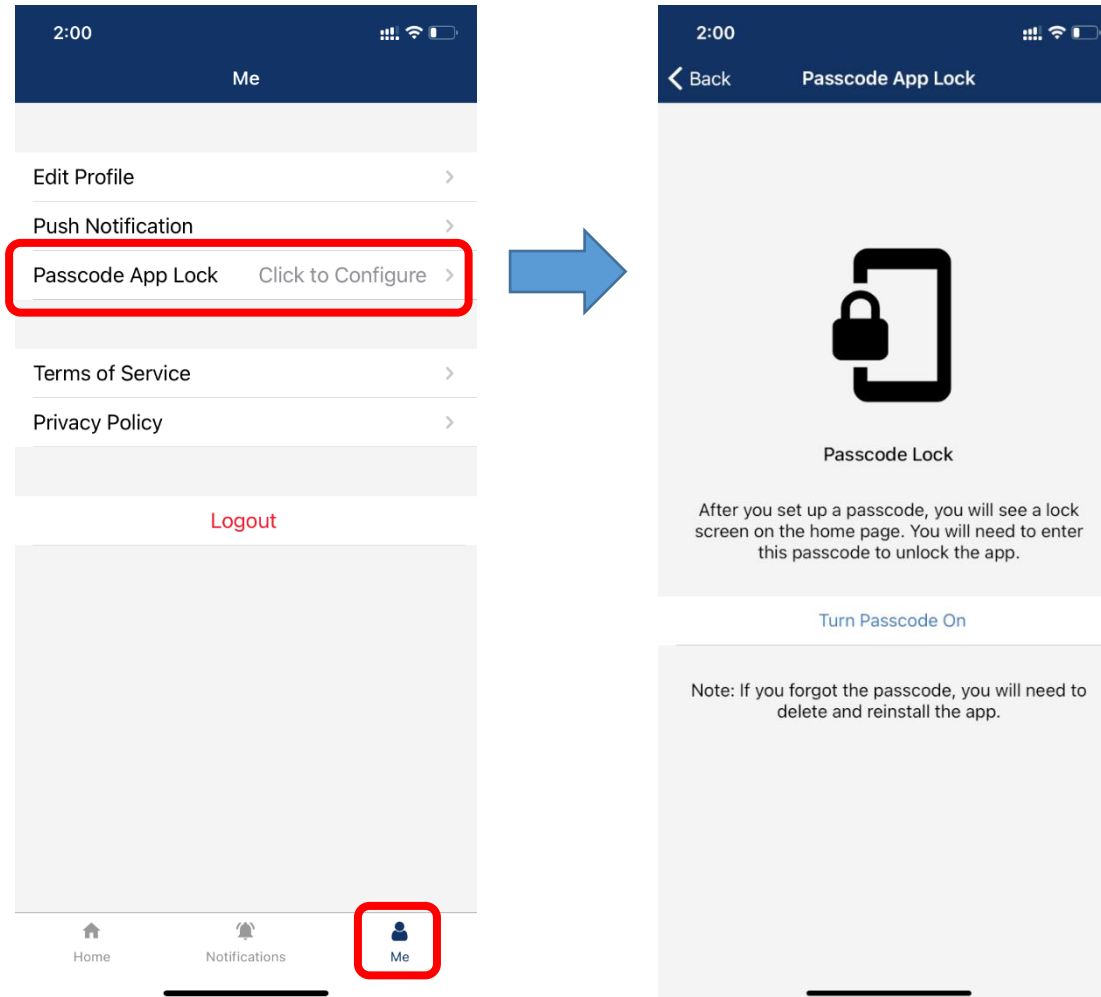 2:00
Me
Edit Profile
Push Notification
Passcode App Lock Click to Configure
Terms of Service
Privacy Policy
Logout
Home Notifications Me
2:00
Back Passcode App Lock
Passcode Lock
After you set up a passcode, you will see a lock
screen on the home page. You will need to enter
this passcode to unlock the app.
Turn Passcode On
Note: If you forgot the passcode, you will need to
delete and reinstall the app.